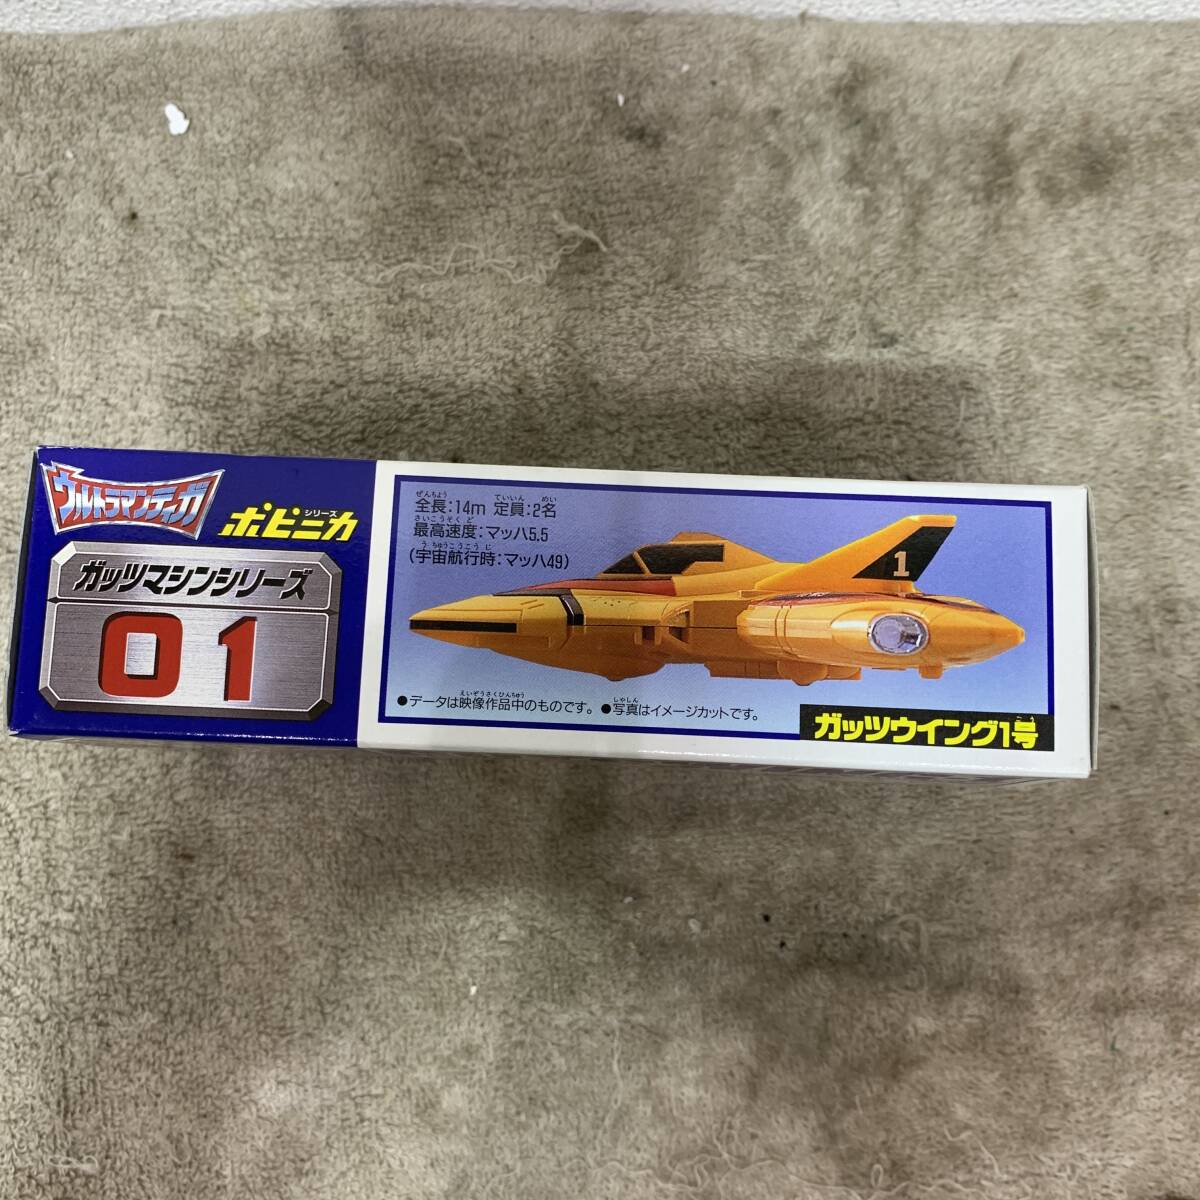 ウルトラマンティガ
ポピニカ
シリーズ
ガッツマシンシリーズ
01
ぜんちょう ていいん めい
全長:14m 定員:2名
さいこうそくど
最高速度:マッハ5.5
うちゅうこうこうじ
(宇宙航行時:マッハ49)
1
えいぞうさくひんちゅう しゃしん
●データは映像作品中のものです。 ●写真はイメージカットです。
ガッツウイング1号
ごう